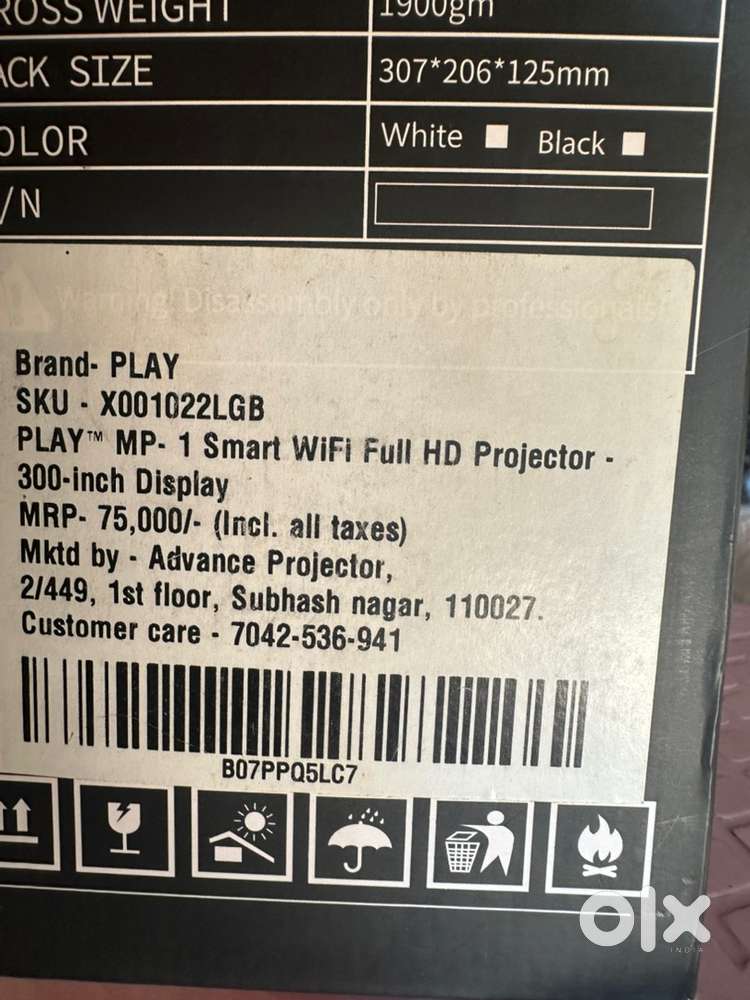 ROSS WEIGHT 1900gm
ACK SIZE 307*206*125mm
OLOR White Black
/N
Warning: Disassembly only by professionals!
Brand- PLAY
SKU - X001022LGB
PLAY™ MP- 1 Smart WiFi Full HD Projector -
300-inch Display
MRP- 75,000/- (Incl. all taxes)
Mktd by - Advance Projector,
2/449, 1st floor, Subhash nagar, 110027.
Customer care - 7042-536-941
B07PPQ5LC7
olx
INDIA